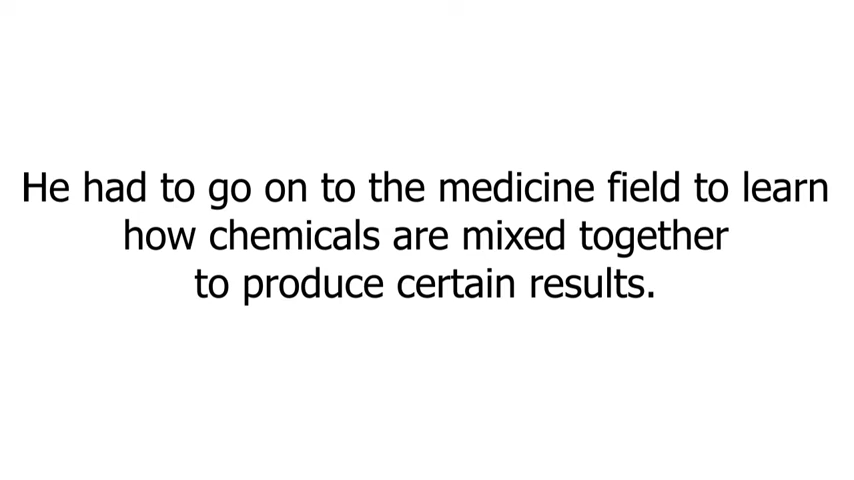 He had to go on to the medicine field to learn
how chemicals are mixed together
to produce certain results.